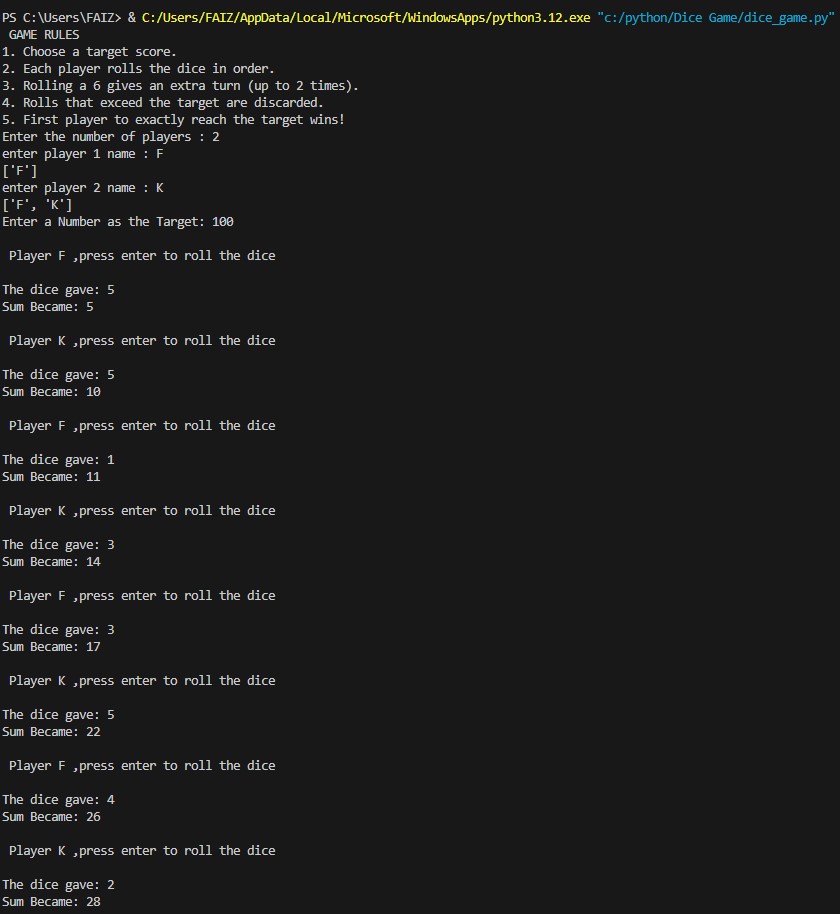 PS C:\Users\FAIZ> & C:/Users/FAIZ/AppData/Local/Microsoft/WindowsApps/python3.12.exe "c:/python/Dice Game/dice_game.py"
GAME RULES
1. Choose a target score.
2. Each player rolls the dice in order.
3. Rolling a 6 gives an extra turn (up to 2 times).
4. Rolls that exceed the target are discarded.
5. First player to exactly reach the target wins!
Enter the number of players : 2
enter player 1 name : F
['F']
enter player 2 name : K
['F', 'K']
Enter a Number as the Target: 100
Player F ,press enter to roll the dice
The dice gave: 5
Sum Became: 5
Player K ,press enter to roll the dice
The dice gave: 5
Sum Became: 10
Player F ,press enter to roll the dice
The dice gave: 1
Sum Became: 11
Player K ,press enter to roll the dice
The dice gave: 3
Sum Became: 14
Player F ,press enter to roll the dice
The dice gave: 3
Sum Became: 17
Player K ,press enter to roll the dice
The dice gave: 5
Sum Became: 22
Player F ,press enter to roll the dice
The dice gave: 4
Sum Became: 26
Player K ,press enter to roll the dice
The dice gave: 2
Sum Became: 28